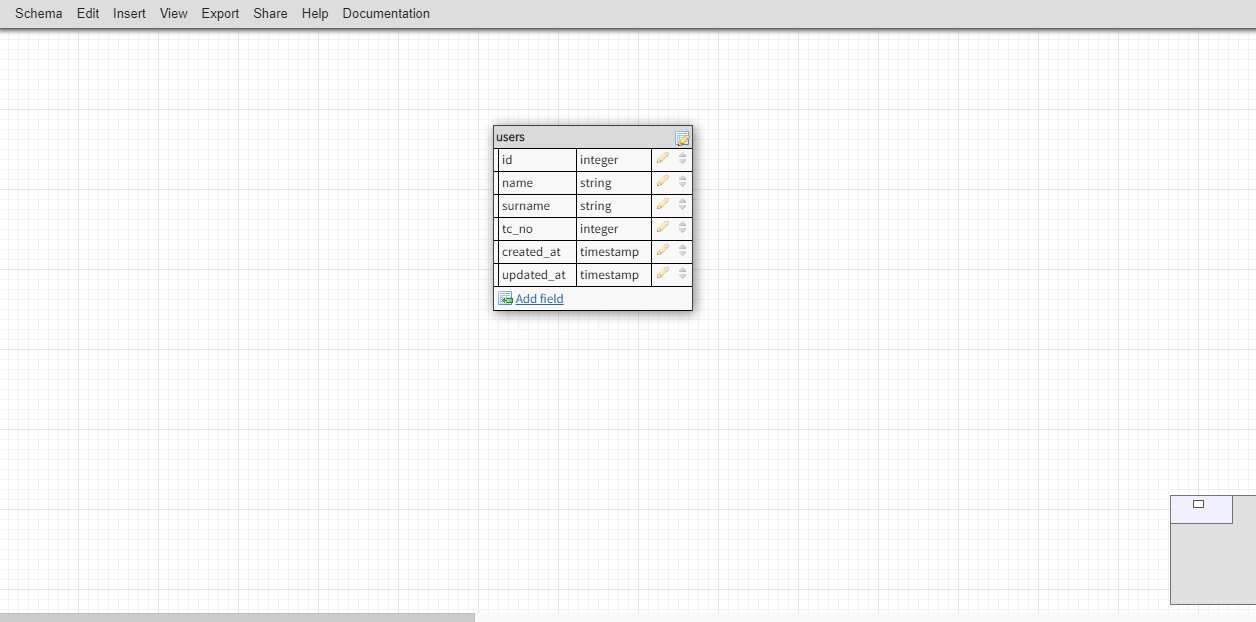 Schema Edit Insert View Export Share Help Documentation
users
id integer
name string
surname string
tc_no integer
created_at timestamp
updated_at timestamp
Add field